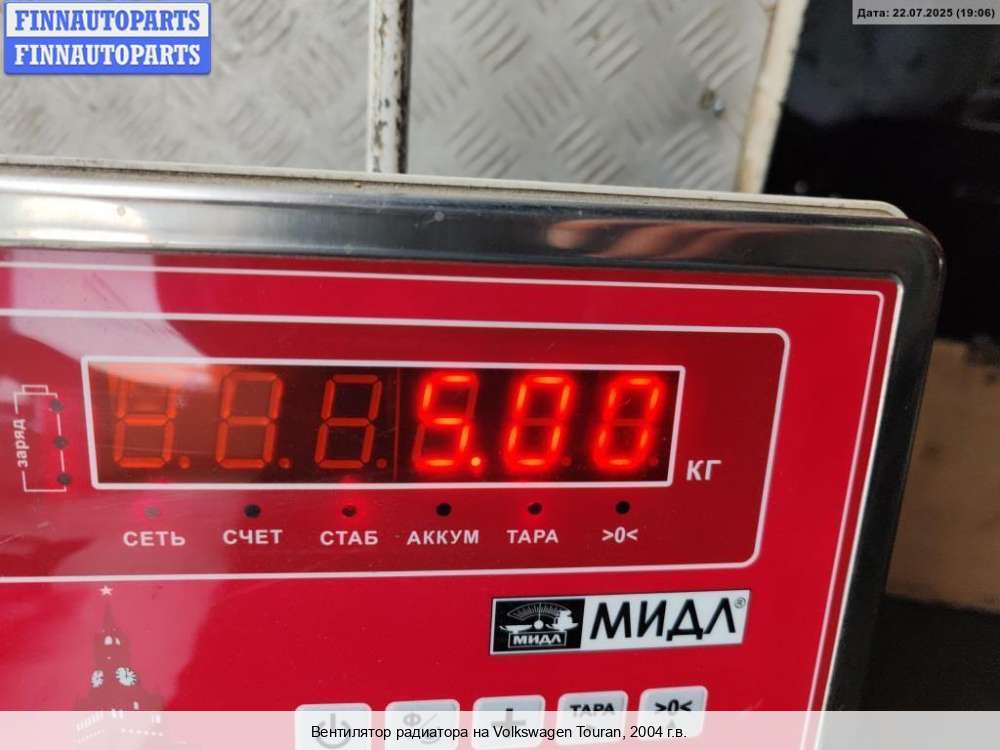 FINNAUTOPARTS
FINNAUTOPARTS
Дата: 22.07.2025 (19:06)
5.00
КГ
заряд
СЕТЬ СЧЕТ СТАБ АККУМ ТАРА >0<
МИДЛ МИДЛ®
Ф ТАРА >0<
Вентилятор радиатора на Volkswagen Touran, 2004 г.в.